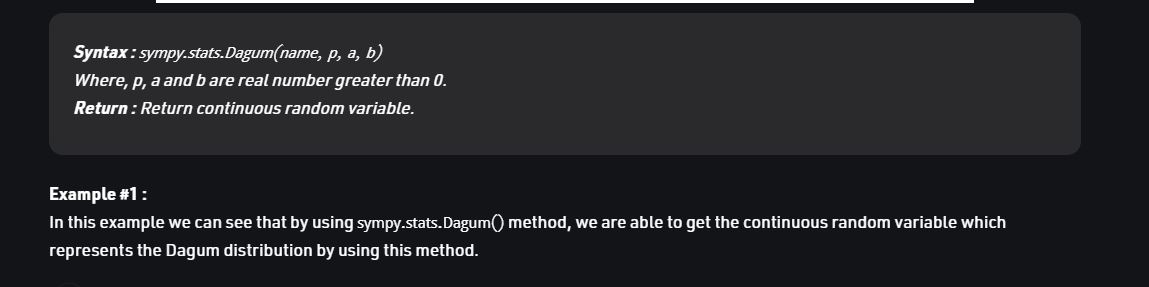 Syntax : sympy.stats.Dagum(name, p, a, b)
Where, p, a and b are real number greater than 0.
Return : Return continuous random variable.
Example #1 :
In this example we can see that by using sympy.stats.Dagum() method, we are able to get the continuous random variable which
represents the Dagum distribution by using this method.